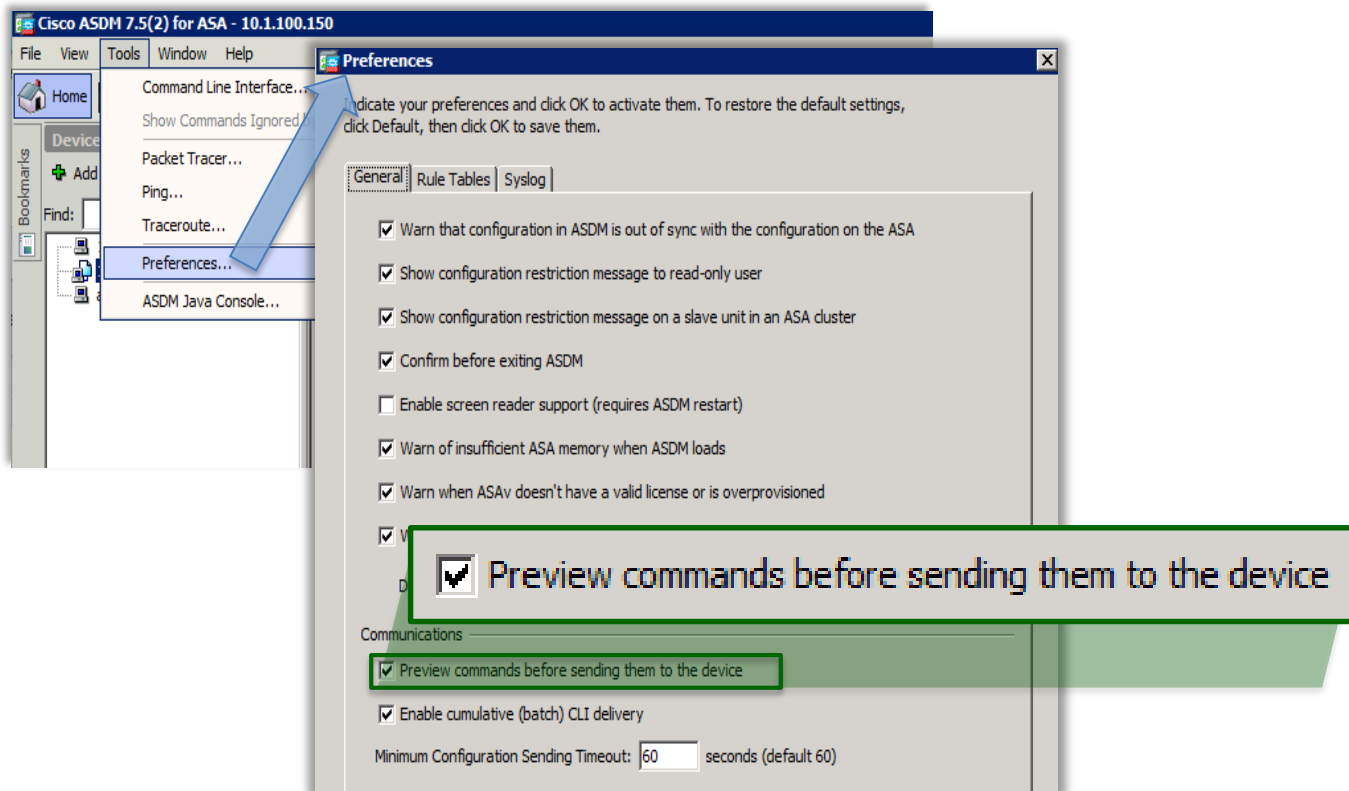 Cisco ASDM 7.5(2) for ASA - 10.1.100.150
File View Tools Window Help
Home
Bookmarks
Device
Add
Find:
Command Line Interface...
Show Commands Ignored
Packet Tracer...
Ping...
Traceroute...
Preferences...
ASDM Java Console...
Preferences
Indicate your preferences and click OK to activate them. To restore the default settings,
click Default, then click OK to save them.
General Rule Tables Syslog
Warn that configuration in ASDM is out of sync with the configuration on the ASA
Show configuration restriction message to read-only user
Show configuration restriction message on a slave unit in an ASA cluster
Confirm before exiting ASDM
Enable screen reader support (requires ASDM restart)
Warn of insufficient ASA memory when ASDM loads
Warn when ASAv doesn't have a valid license or is overprovisioned
Preview commands before sending them to the device
Communications
Preview commands before sending them to the device
Enable cumulative (batch) CLI delivery
Minimum Configuration Sending Timeout: 60 seconds (default 60)